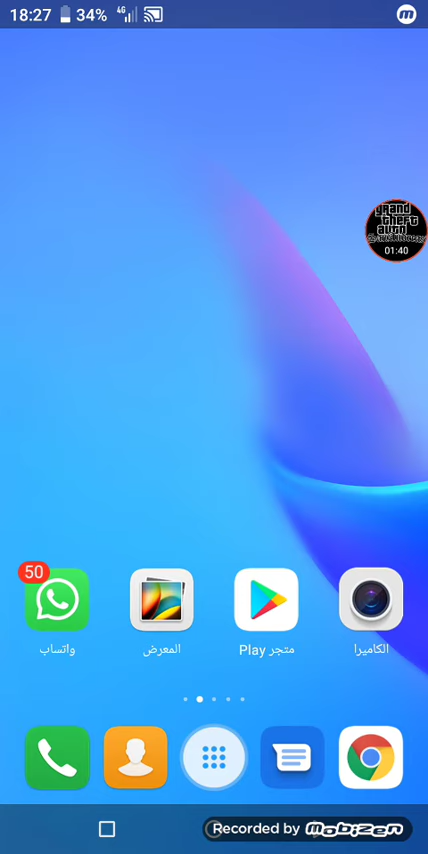 18:27 34% 4G
grand
theft
auto
01:40
50
واتساب
المعرض
متجر Play
الكاميرا
Recorded by mobizen